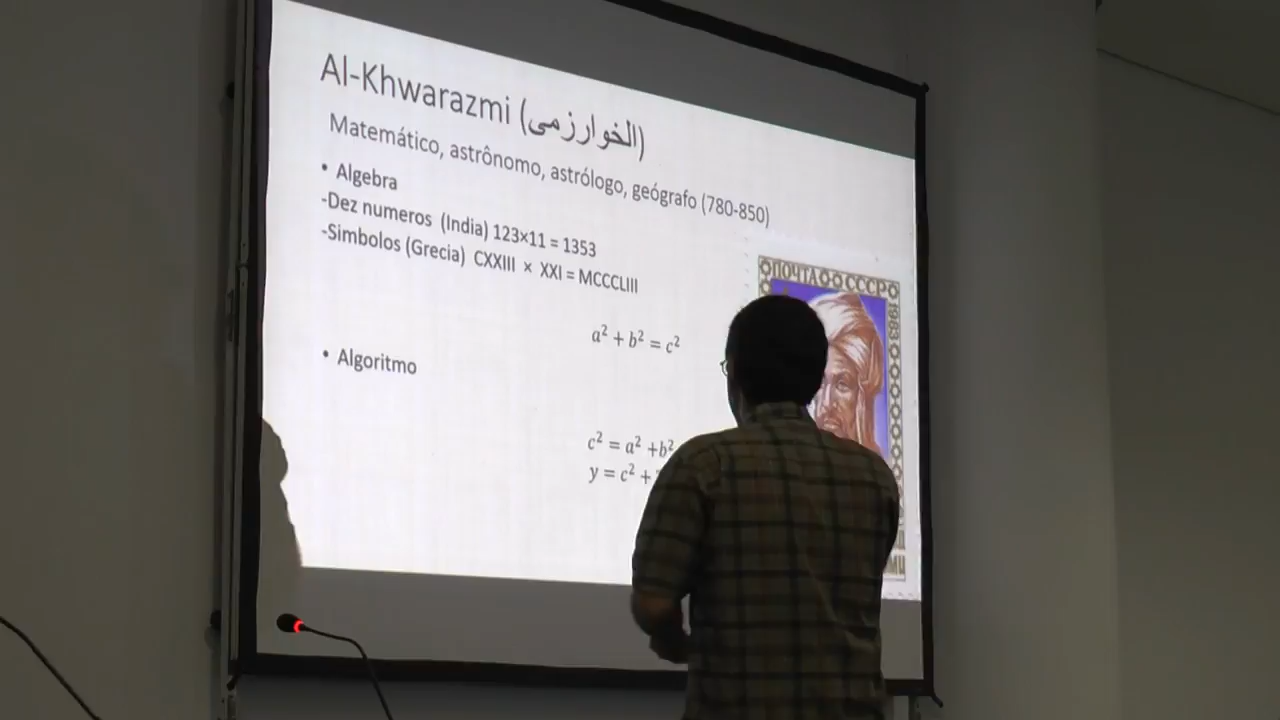 Al-Khwarazmi (الخوارزمی)
Matemático, astrônomo, astrólogo, geógrafo (780-850)
• Algebra
-Dez numeros (India) 123×11 = 1353
-Simbolos (Grecia) CXXIII × XXI = MCCCLIII
a² + b² = c²
• Algoritmo
c² = a² +b²
y = c² +
ПОЧТА СССР
1983